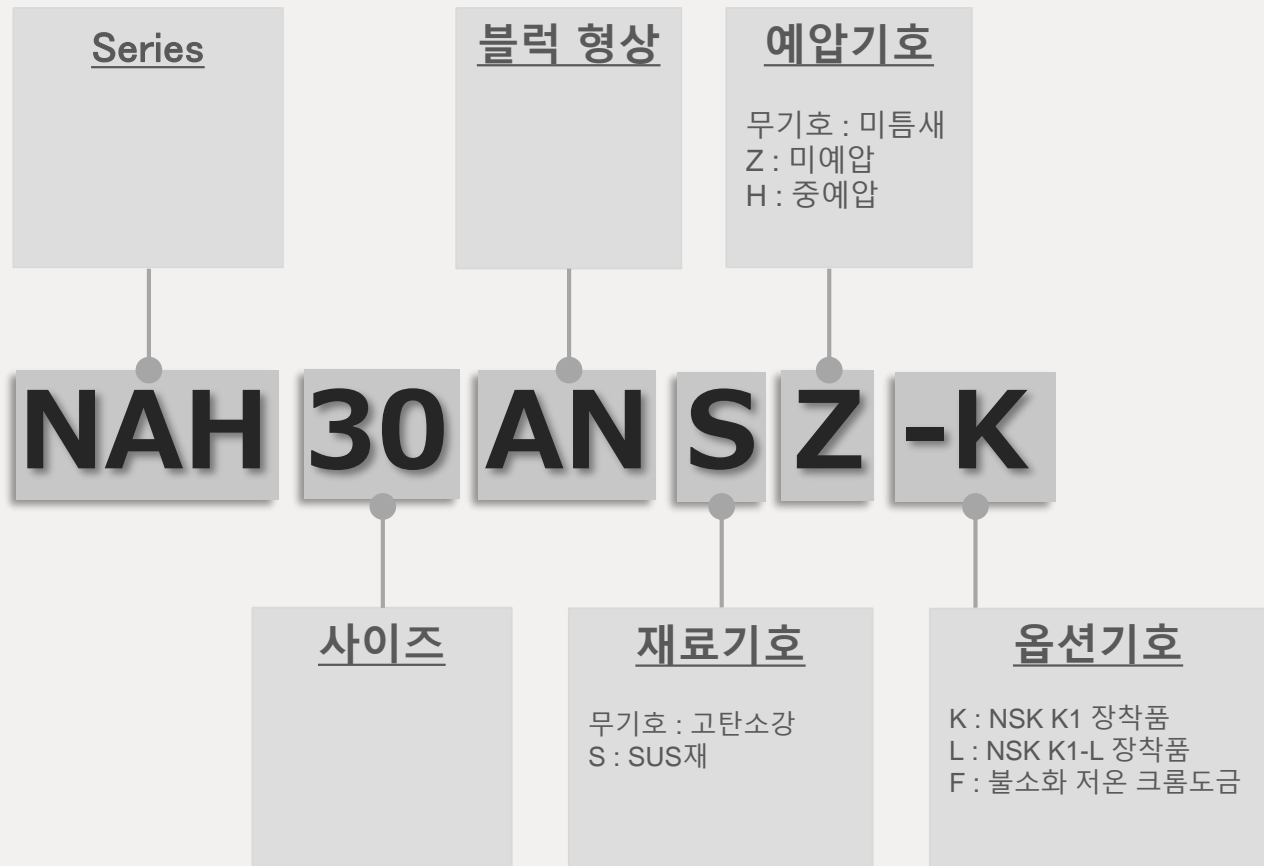 Series
블럭 형상
예압기호
무기호 : 미틈새
Z : 미예압
H : 중예압
NAH 30 AN S Z -K
사이즈
재료기호
무기호 : 고탄소강
S : SUS재
옵션기호
K : NSK K1 장착품
L : NSK K1-L 장착품
F : 불소화 저온 크롬도금